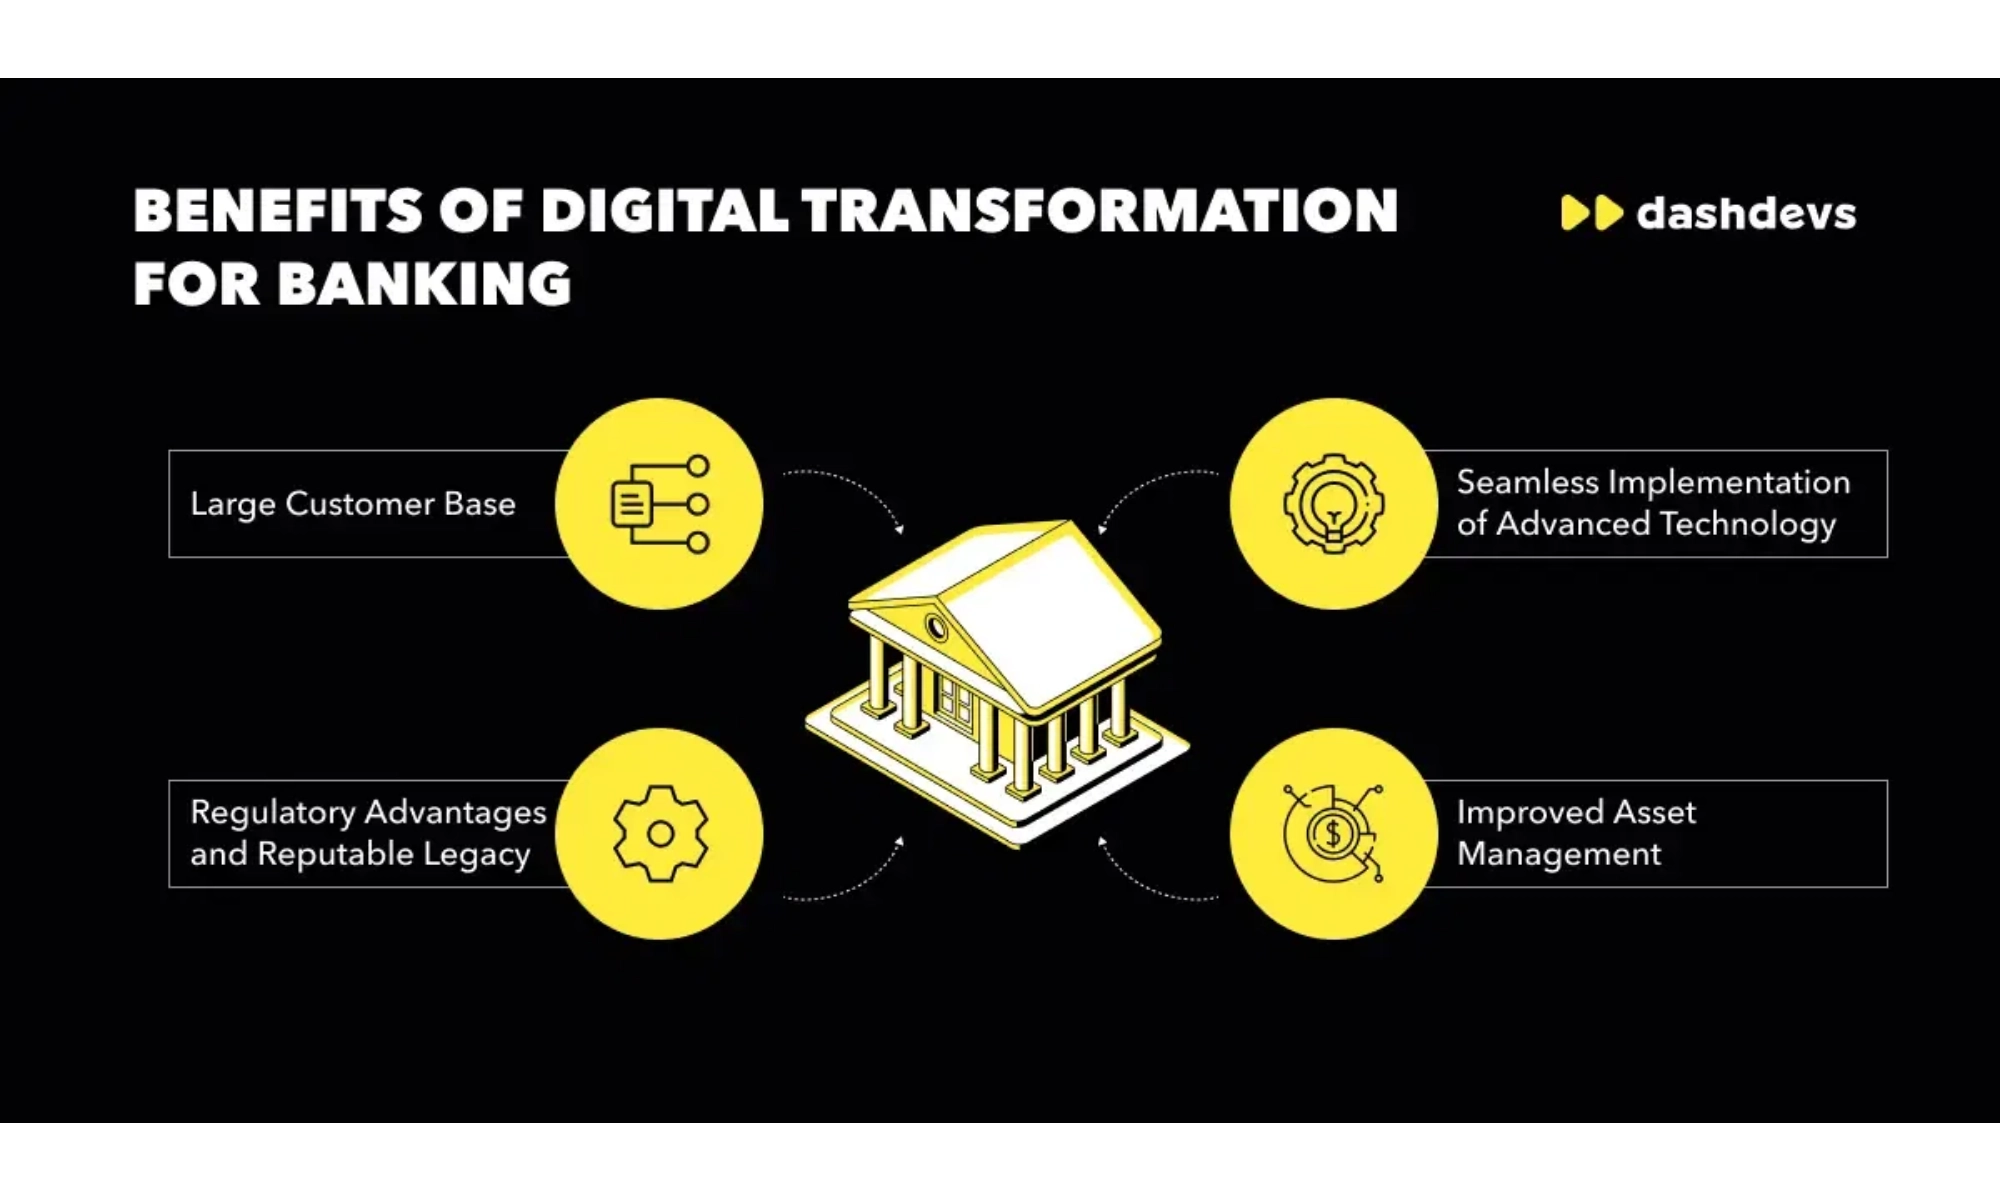 BENEFITS OF DIGITAL TRANSFORMATION
FOR BANKING
dashdevs
Large Customer Base
Seamless Implementation
of Advanced Technology
Regulatory Advantages
and Reputable Legacy
Improved Asset
Management
$